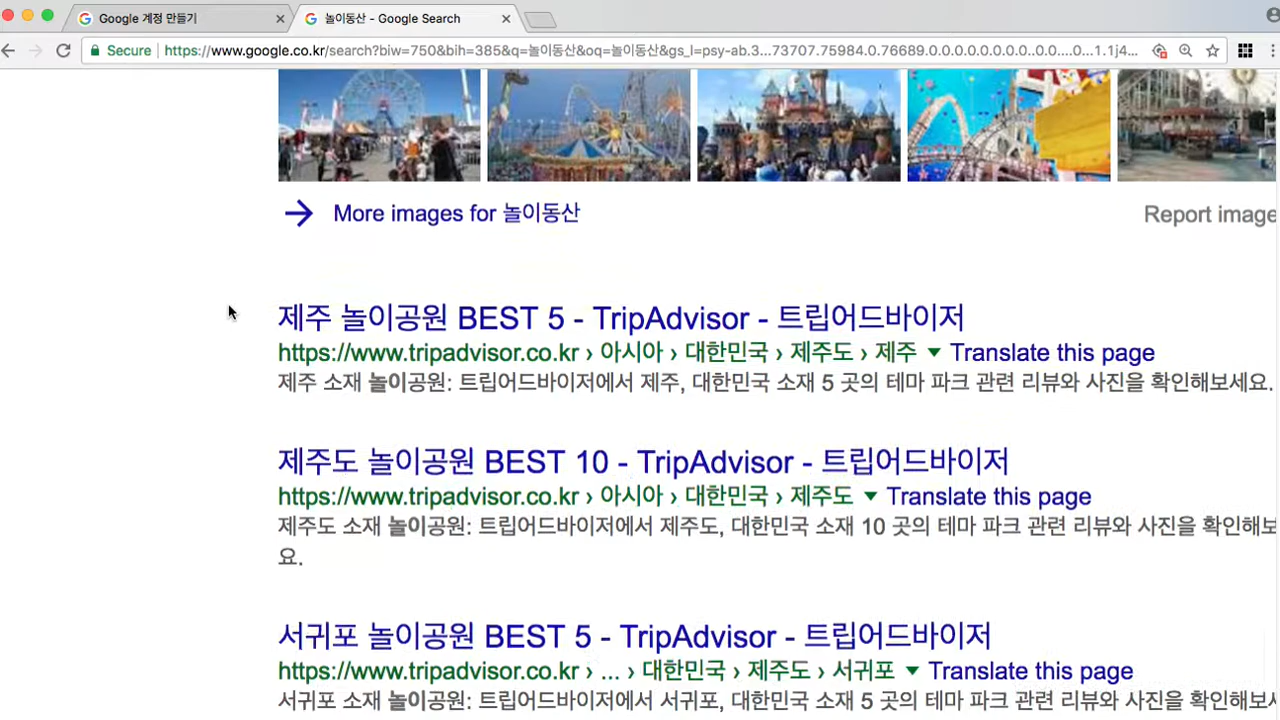 Google 계정 만들기
놀이동산 - Google Search
Secure https://www.google.co.kr/search?biw=750&bih=385&q=놀이동산&oq=놀이동산&gs_l=psy-ab.3...73707.75984.0.76689.0.0.0.0.0.0.0.0..0.0....0...1.1j4...
More images for 놀이동산
Report image
제주 놀이공원 BEST 5 - TripAdvisor - 트립어드바이저
https://www.tripadvisor.co.kr › 아시아 › 대한민국 › 제주도 › 제주 ▼ Translate this page
제주 소재 놀이공원: 트립어드바이저에서 제주, 대한민국 소재 5 곳의 테마 파크 관련 리뷰와 사진을 확인해보세요.
제주도 놀이공원 BEST 10 - TripAdvisor - 트립어드바이저
https://www.tripadvisor.co.kr › 아시아 › 대한민국 › 제주도 ▼ Translate this page
제주도 소재 놀이공원: 트립어드바이저에서 제주도, 대한민국 소재 10 곳의 테마 파크 관련 리뷰와 사진을 확인해보
요.
서귀포 놀이공원 BEST 5 - TripAdvisor - 트립어드바이저
https://www.tripadvisor.co.kr › ... › 대한민국 › 제주도 › 서귀포 ▼ Translate this page
서귀포 소재 놀이공원: 트립어드바이저에서 서귀포, 대한민국 소재 5 곳의 테마 파크 관련 리뷰와 사진을 확인해보